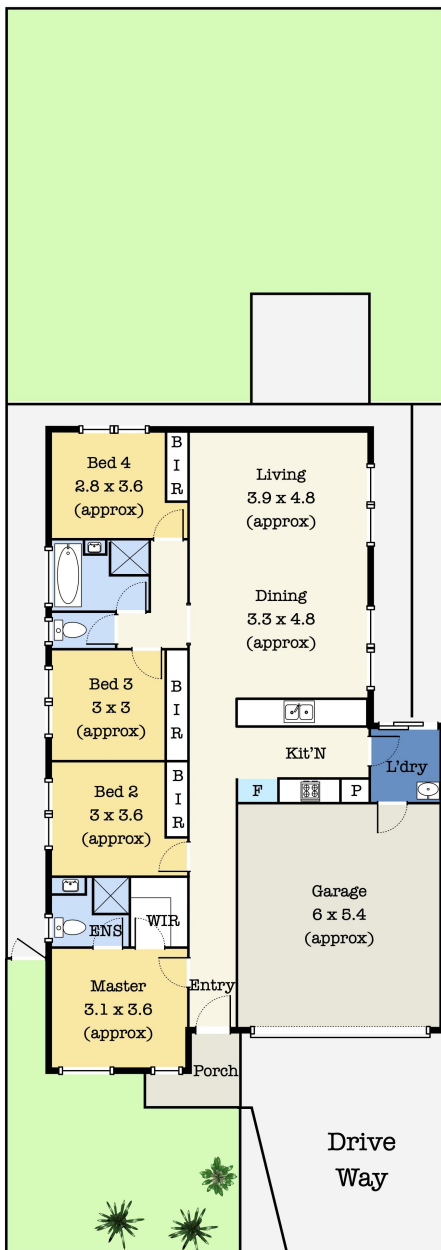 B
I
R
Bed 4
2.8 x 3.6
(approx)
Living
3.9 x 4.8
(approx)
Dining
3.3 x 4.8
(approx)
Bed 3
3 x 3
(approx)
B
I
R
Kit'N
L'dry
Bed 2
3 x 3.6
(approx)
B
I
R
F
P
Garage
6 x 5.4
(approx)
ENS
WIR
Master
3.1 x 3.6
(approx)
Entry
Porch
Drive
Way